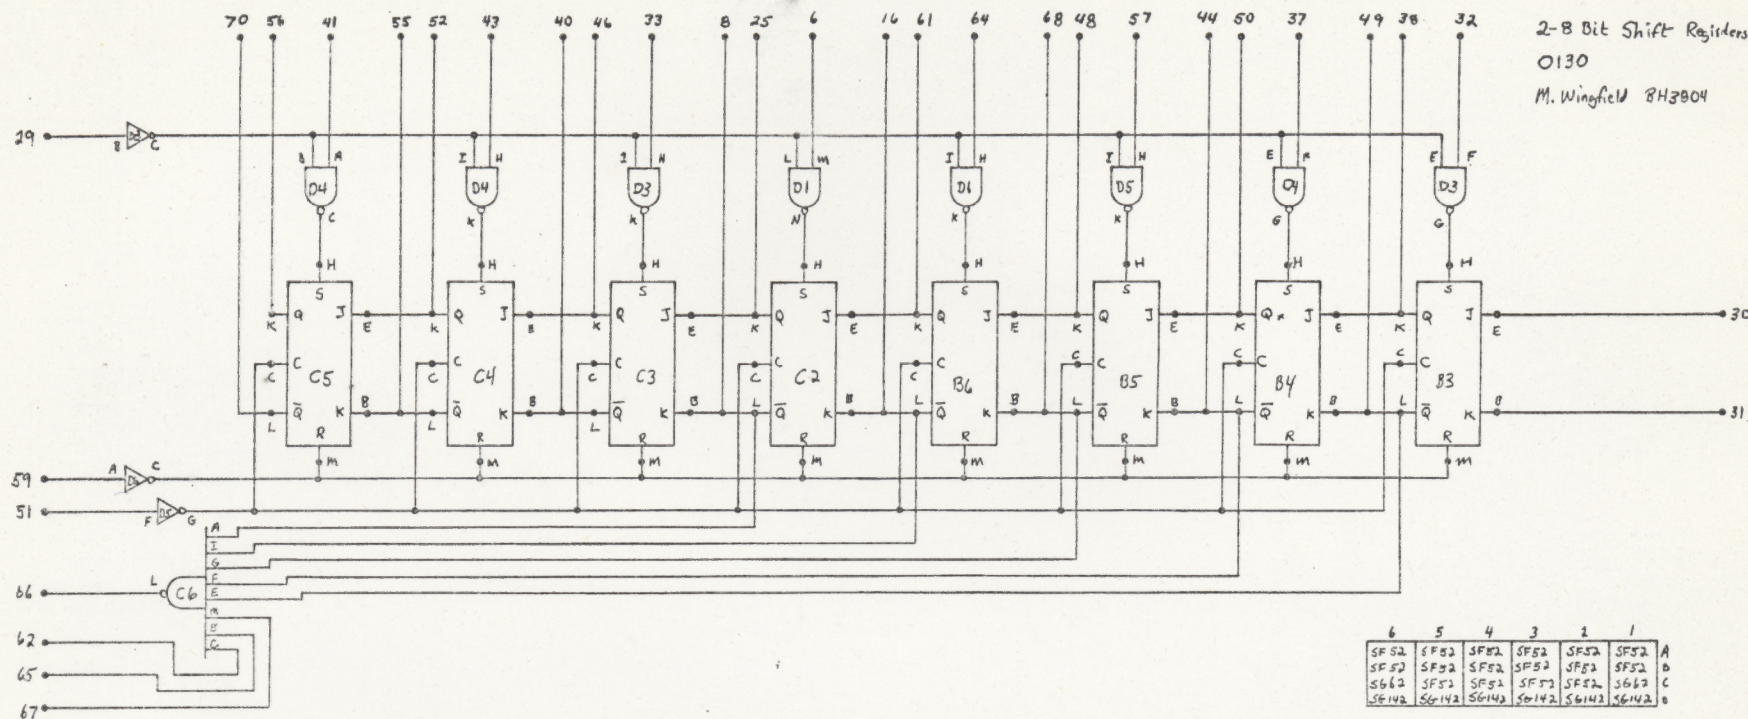 70 56 41 55 52 43 40 46 33 8 25 6 16 61 64 68 48 57 44 50 37 49 38 32
2-8 Bit Shift Registers
0130
M. Wingfield BH3804
29
B C
B A I H I H L M I H I H E E F
D4 D4 D3 D1 D6 D5 D4 D3
C K K N K K G G
H H H H H H H H
S S S S S S S S
Q J Q J Q J Q J Q J Q J Q J Q J
K E K B K E K E K E K E K E K E
30
C C C C C C C C
C C C C C C C C
C5 C4 C3 C2 B6 B5 B4 B3
B B B L B L B L B L B L B
Q̅ K Q̅ K Q̅ K Q̅ K Q̅ K Q̅ K Q̅ K Q̅ K
31
L L L
R R R R R R R R
M M M M M M M M
59 A C
51 F D5 G
A
I
G
F
66 L C6 E
M
B
62 C
65
67
6 5 4 3 2 1
SF52 SF52 SF52 SF52 SF52 SF52 A
SF52 SF52 SF52 SF52 SF52 SF52 B
SG62 SF52 SF52 SF52 SF52 SG62 C
SG142 SG142 SG142 SG142 SG142 SG142 D